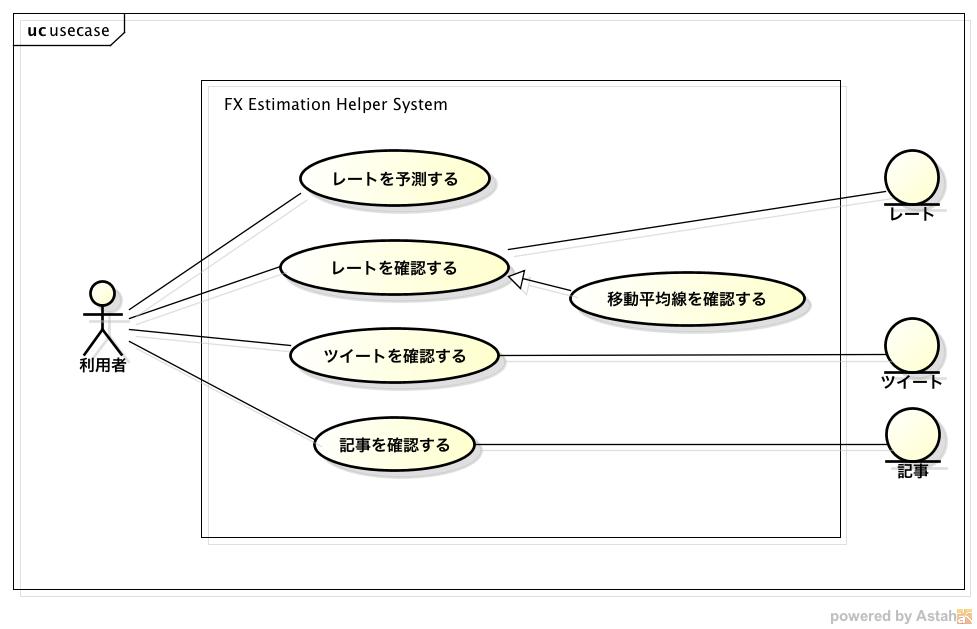 uc usecase
FX Estimation Helper System
レートを予測する
レート
レートを確認する
移動平均線を確認する
利用者
ツイートを確認する
ツイート
記事を確認する
記事
powered by Astah